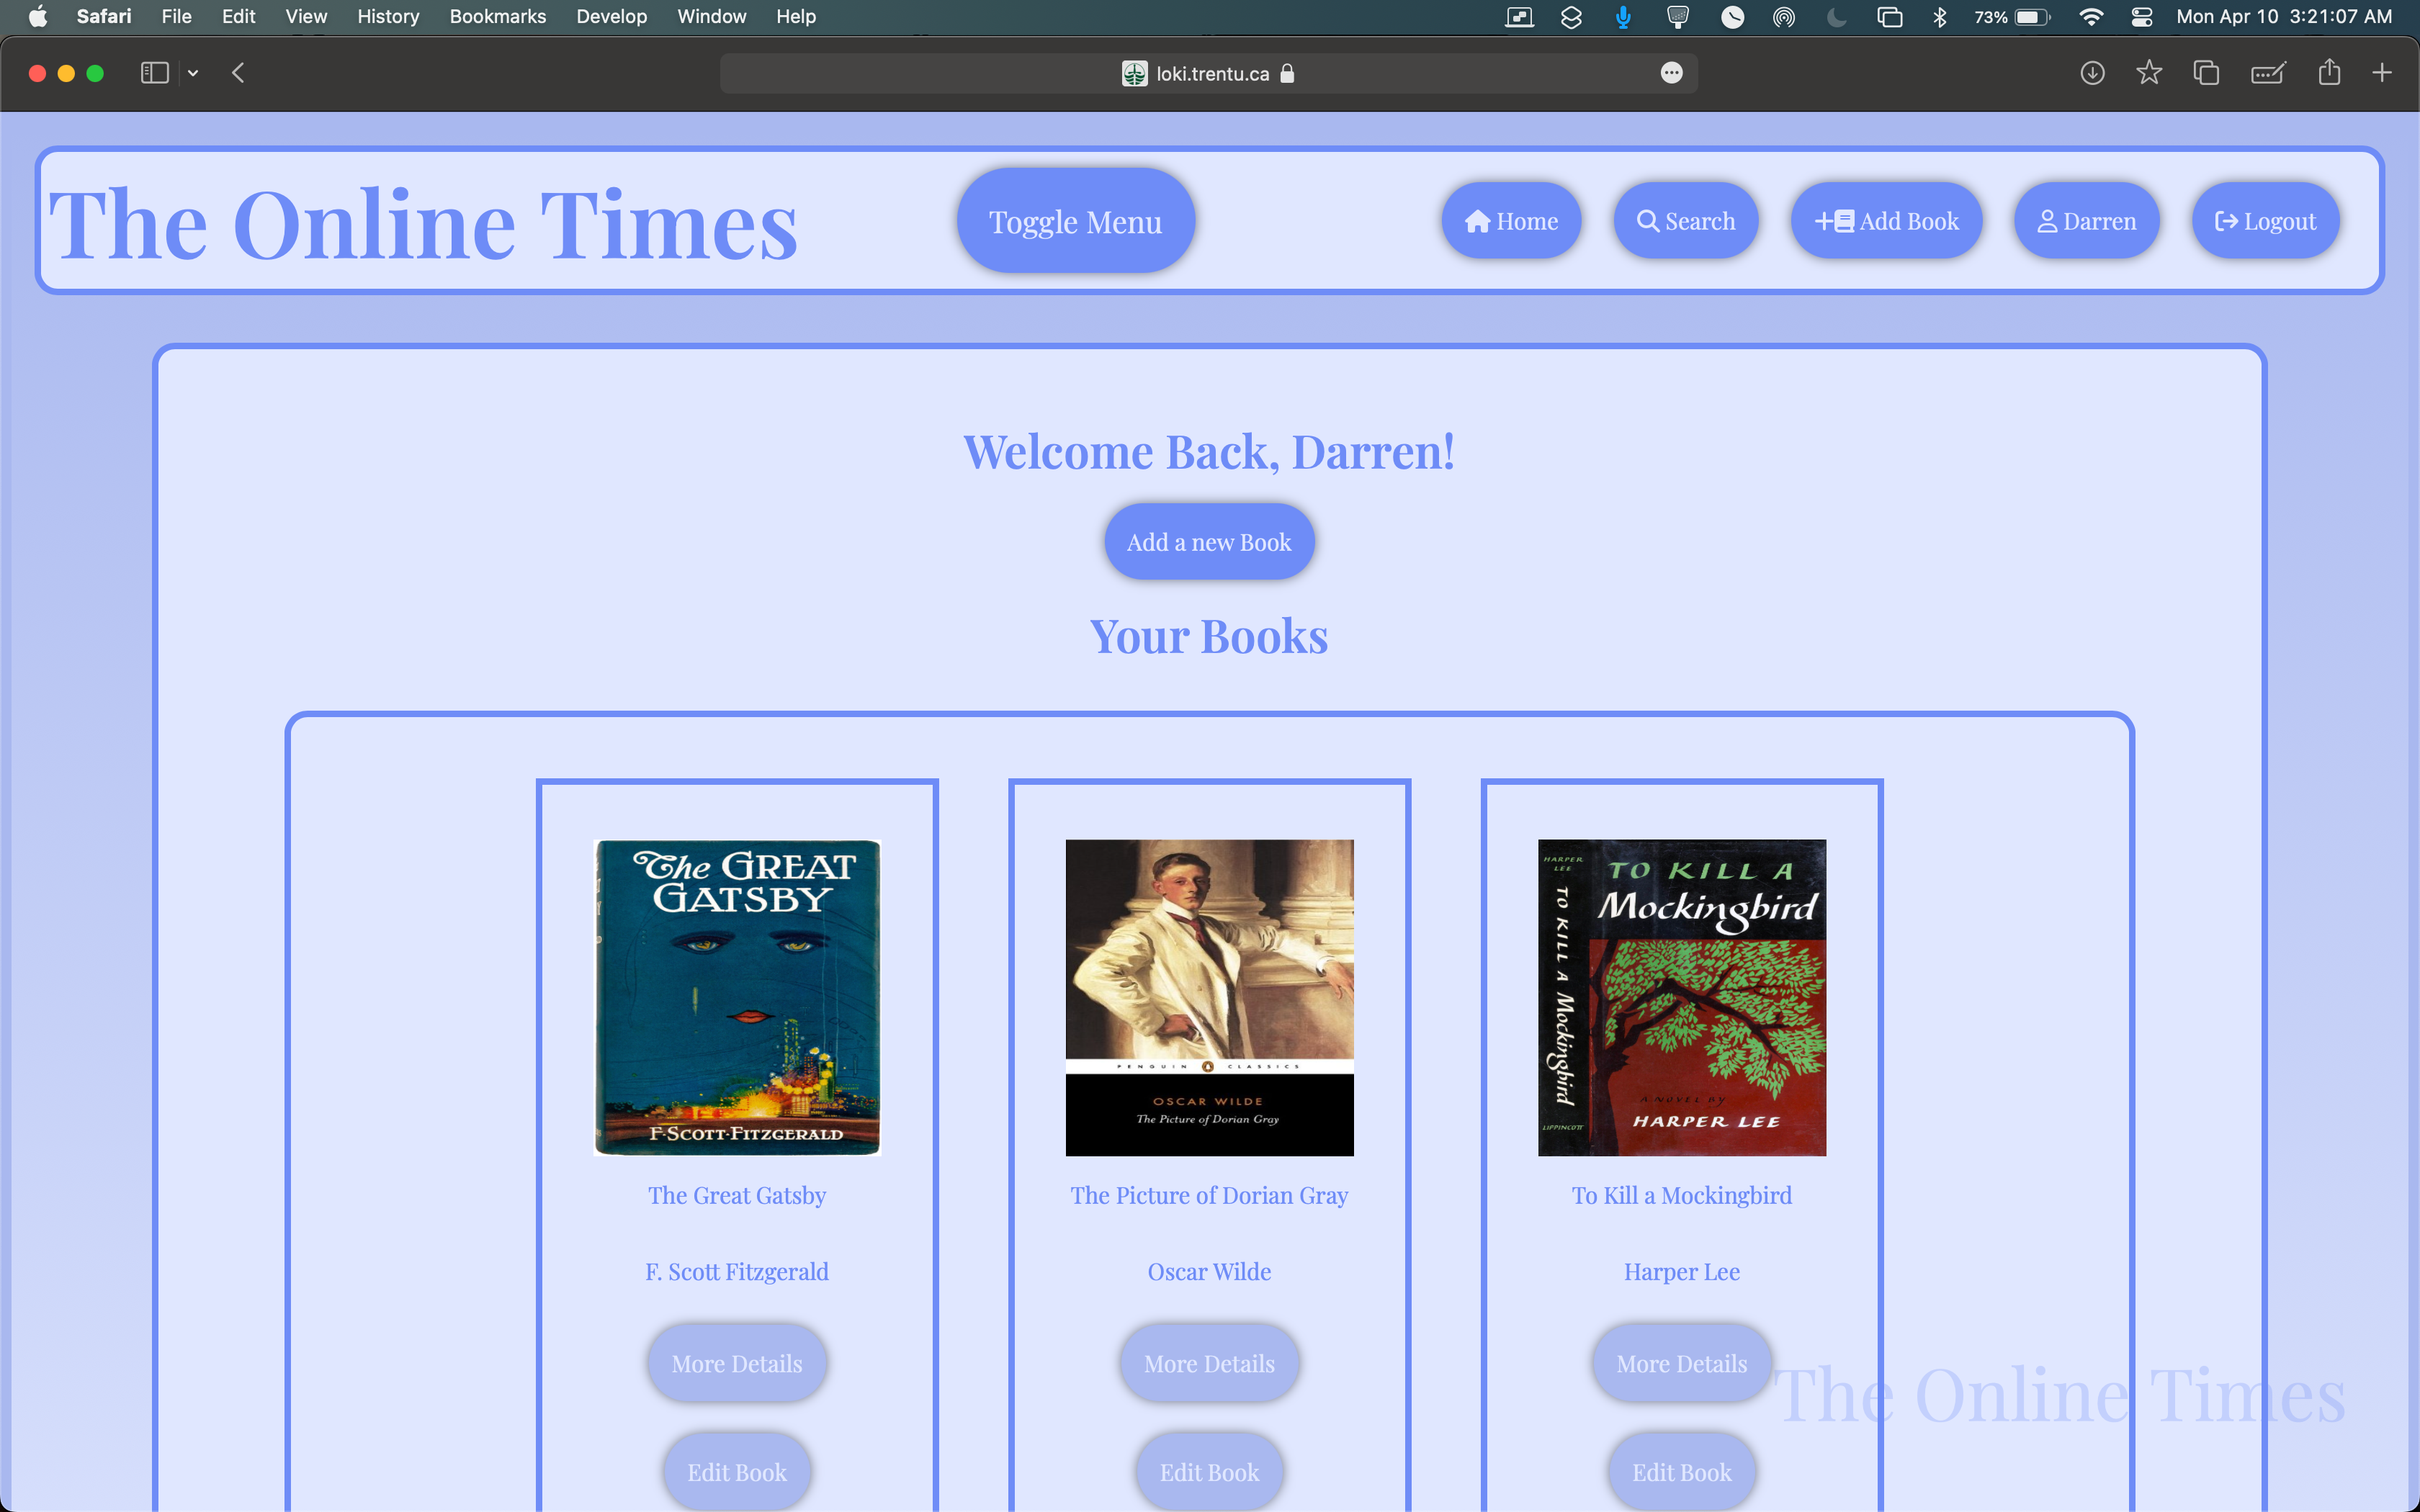 Safari File Edit View History Bookmarks Develop Window Help 73% Mon Apr 10 3:21:07 AM
loki.trentu.ca
The Online Times
Toggle Menu
Home
Search
Add Book
Darren
Logout
Welcome Back, Darren!
Add a new Book
Your Books
The GREAT
GATSBY
F·SCOTT·FITZGERALD
The Great Gatsby
F. Scott Fitzgerald
More Details
Edit Book
PENGUIN CLASSICS
OSCAR WILDE
The Picture of Dorian Gray
The Picture of Dorian Gray
Oscar Wilde
More Details
Edit Book
HARPER
LEE
TO KILL A Mockingbird
LIPPINCOTT
TO KILL A
Mockingbird
A NOVEL BY
HARPER LEE
To Kill a Mockingbird
Harper Lee
More Details
Edit Book
The Online Times